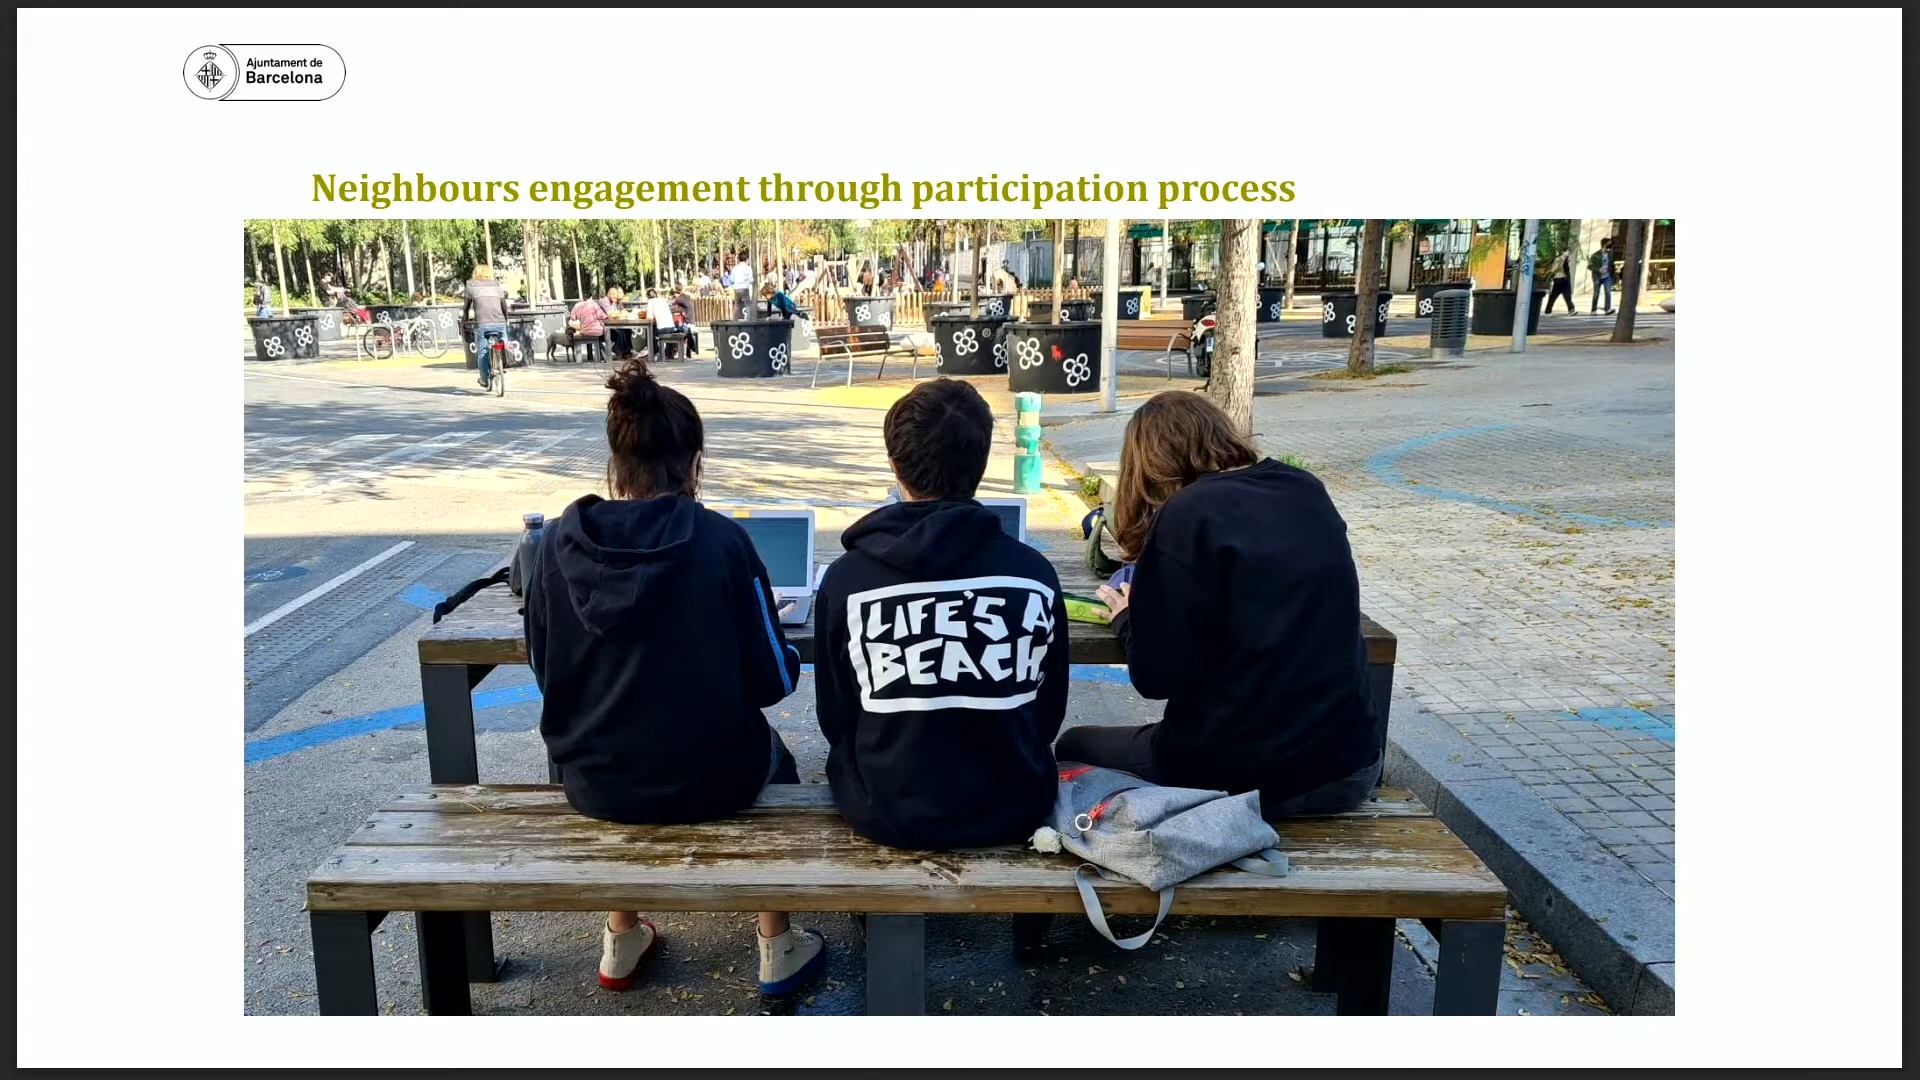 Ajuntament de
Barcelona
Neighbours engagement through participation process
LIFE'S A
BEACH